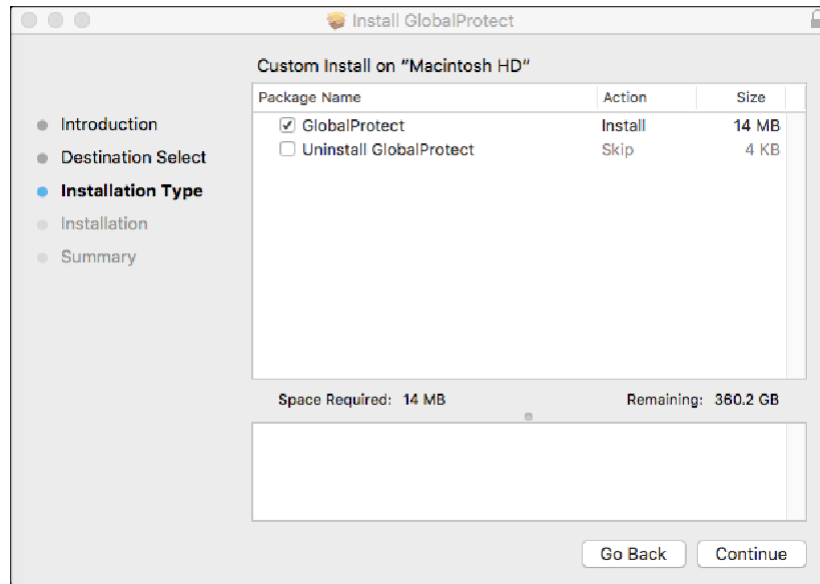 Install GlobalProtect
Custom Install on “Macintosh HD“
Package Name Action Size
GlobalProtect Install 14 MB
Uninstall GlobalProtect Skip 4 KB
Introduction
Destination Select
Installation Type
Installation
Summary
Space Required: 14 MB Remaining: 360.2 GB
Go Back Continue